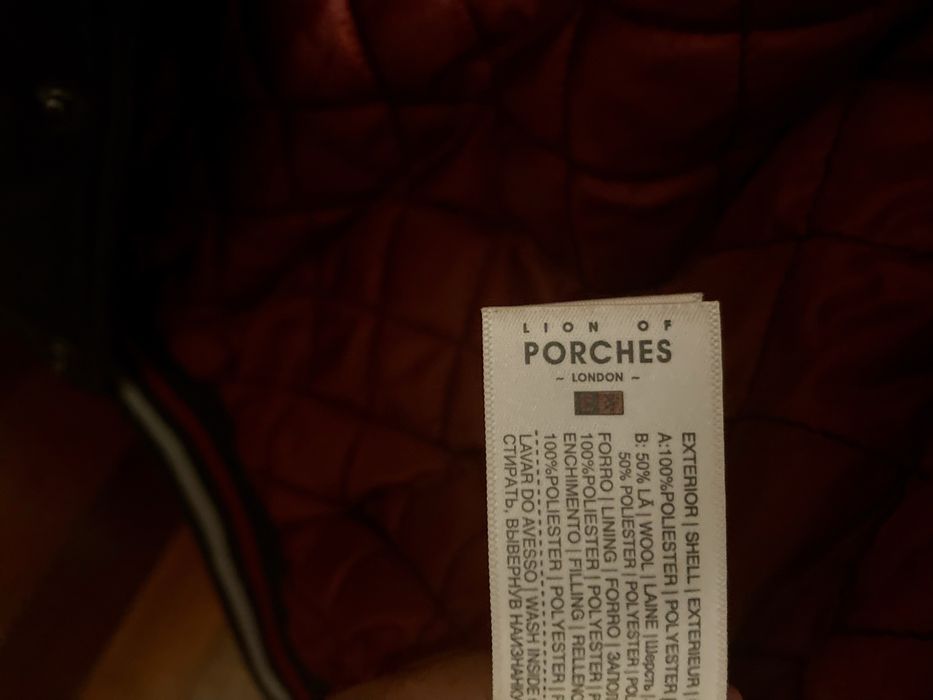 LION OF
PORCHES
~ LONDON ~
EXTERIOR | SHELL | EXTERIEUR |
A:100%POLIESTER | POLYESTER
B: 50% LÃ | WOOL | LAINE | Шерсть |
50% POLIESTER | POLYESTER | POL
FORRO | LINING | FORRO | ЗАПОЛ
100%POLIESTER | POLYESTER
ENCHIMENTO | FILLING | RELLENO
100%POLIESTER | POLYESTER
LAVAR DO AVESSO | WASH INSIDE
СТИРАТЬ, ВЫВЕРНУВ НАИЗНАНКУ